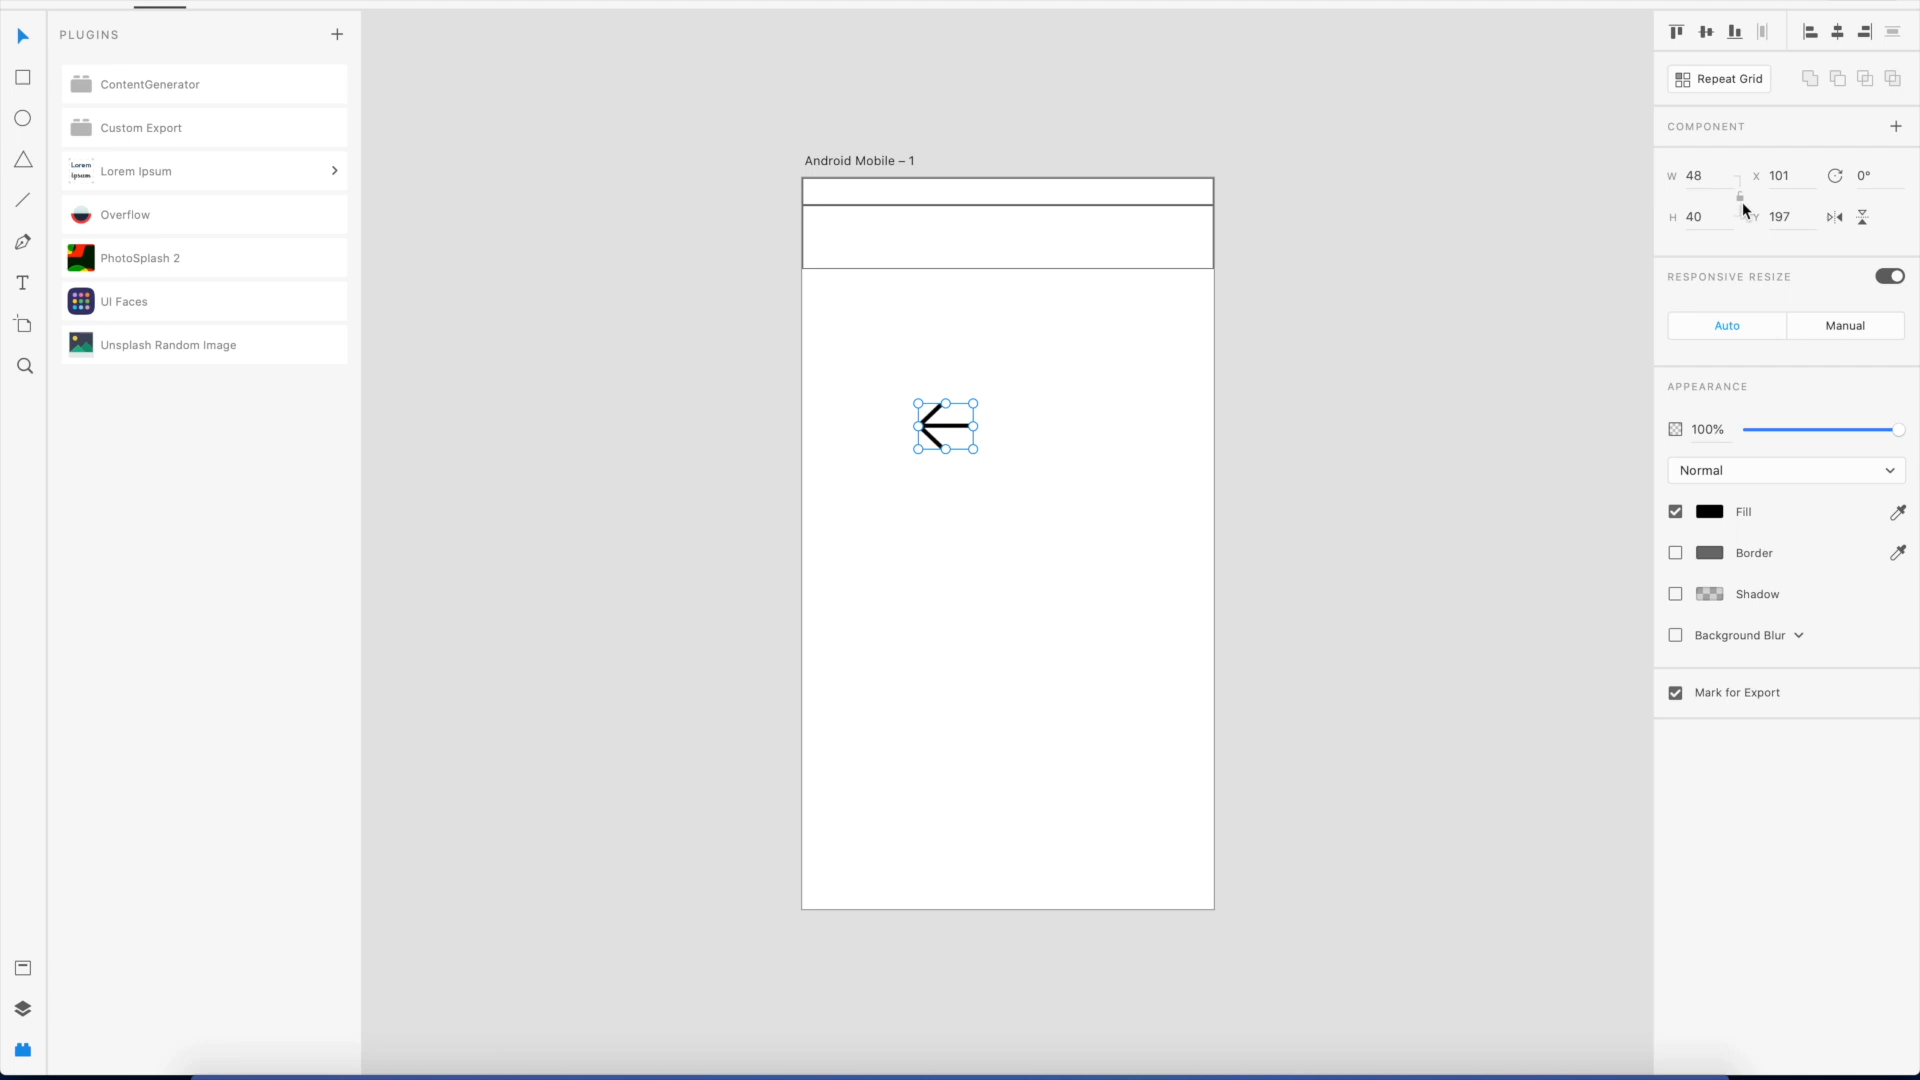 PLUGINS
ContentGenerator
Custom Export
Lorem Ipsum
Lorem Ipsum
Overflow
PhotoSplash 2
UI Faces
Unsplash Random Image
Android Mobile – 1
Repeat Grid
COMPONENT
W 48 X 101 0°
H 40 Y 197
RESPONSIVE RESIZE
Auto Manual
APPEARANCE
100%
Normal
Fill
Border
Shadow
Background Blur
Mark for Export